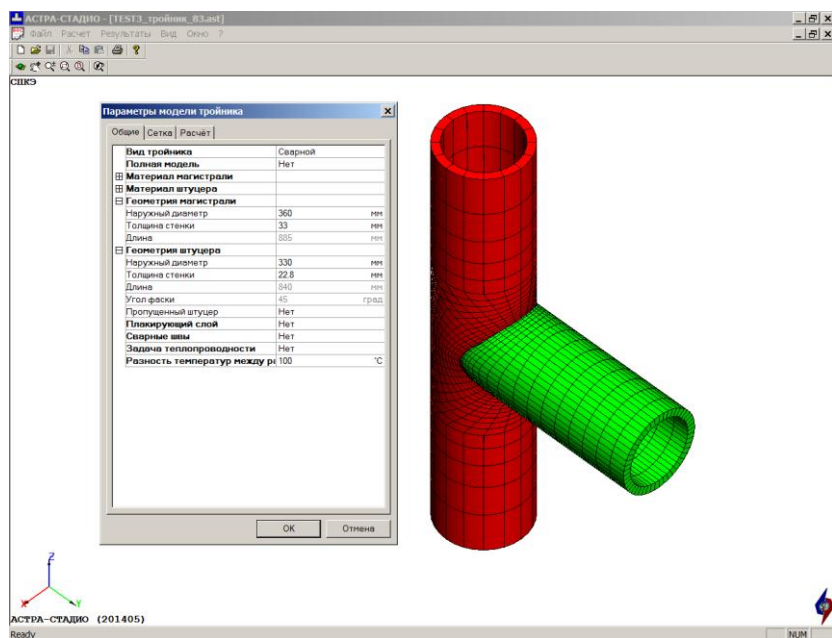 АСТРА-СТАДИО - [TEST3_тройник_83.ast]
Файл Расчет Результаты Вид Окно ?
СПКЭ
Параметры модели тройника
Общие Сетка Расчёт
Вид тройника Сварной
Полная модель Нет
Материал магистрали
Материал штуцера
Геометрия магистрали
Наружный диаметр 360 мм
Толщина стенки 33 мм
Длина 885 мм
Геометрия штуцера
Наружный диаметр 330 мм
Толщина стенки 22.8 мм
Длина 840 мм
Угол фаски 45 град
Пропущенный штуцер Нет
Плакирующий слой Нет
Сварные швы Нет
Задача теплопроводности Нет
Разность температур между ра 100 °C
OK Отмена
Z
X Y
АСТРА-СТАДИО (201405)
Ready NUM